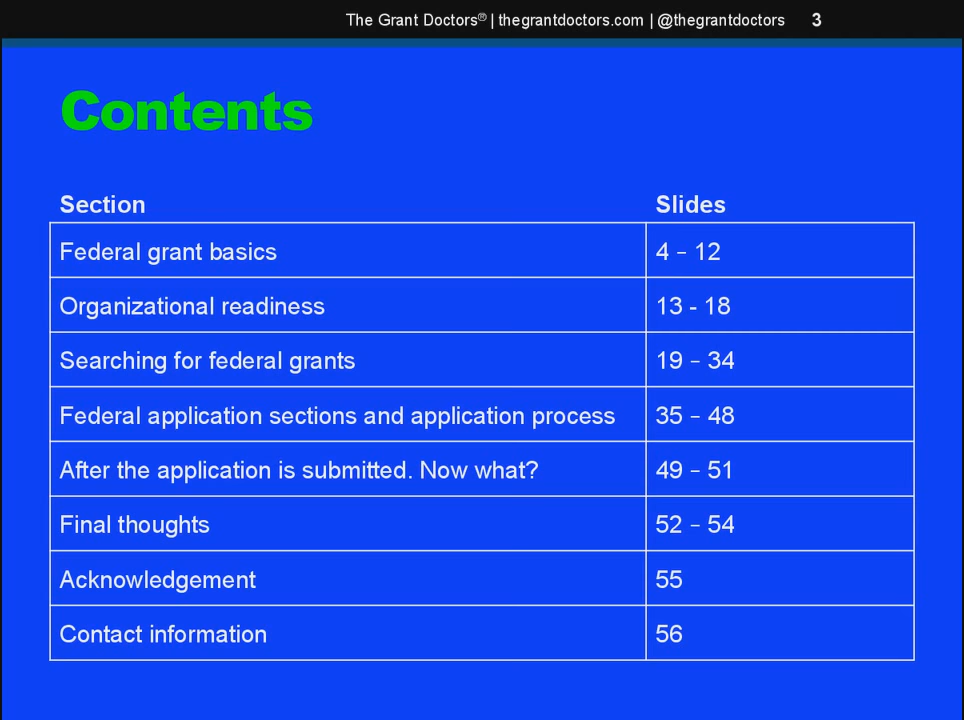 The Grant Doctors® | thegrantdoctors.com | @thegrantdoctors 3
Contents
Section Slides
Federal grant basics 4 – 12
Organizational readiness 13 - 18
Searching for federal grants 19 – 34
Federal application sections and application process 35 – 48
After the application is submitted. Now what? 49 – 51
Final thoughts 52 – 54
Acknowledgement 55
Contact information 56